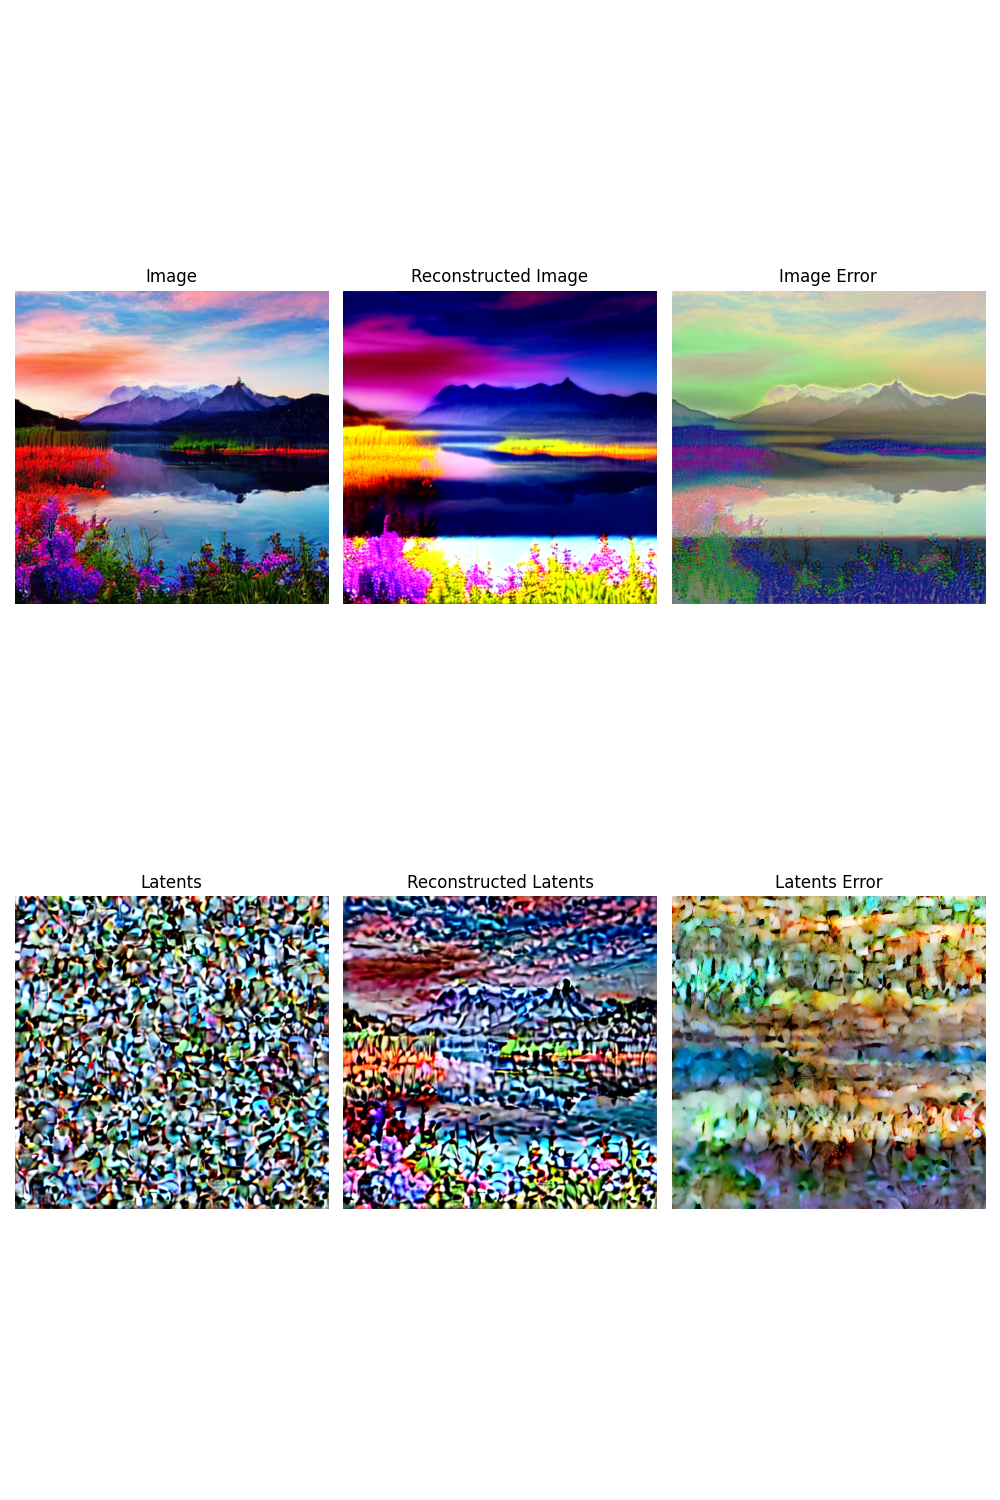 Image
Reconstructed Image
Image Error
Latents
Reconstructed Latents
Latents Error